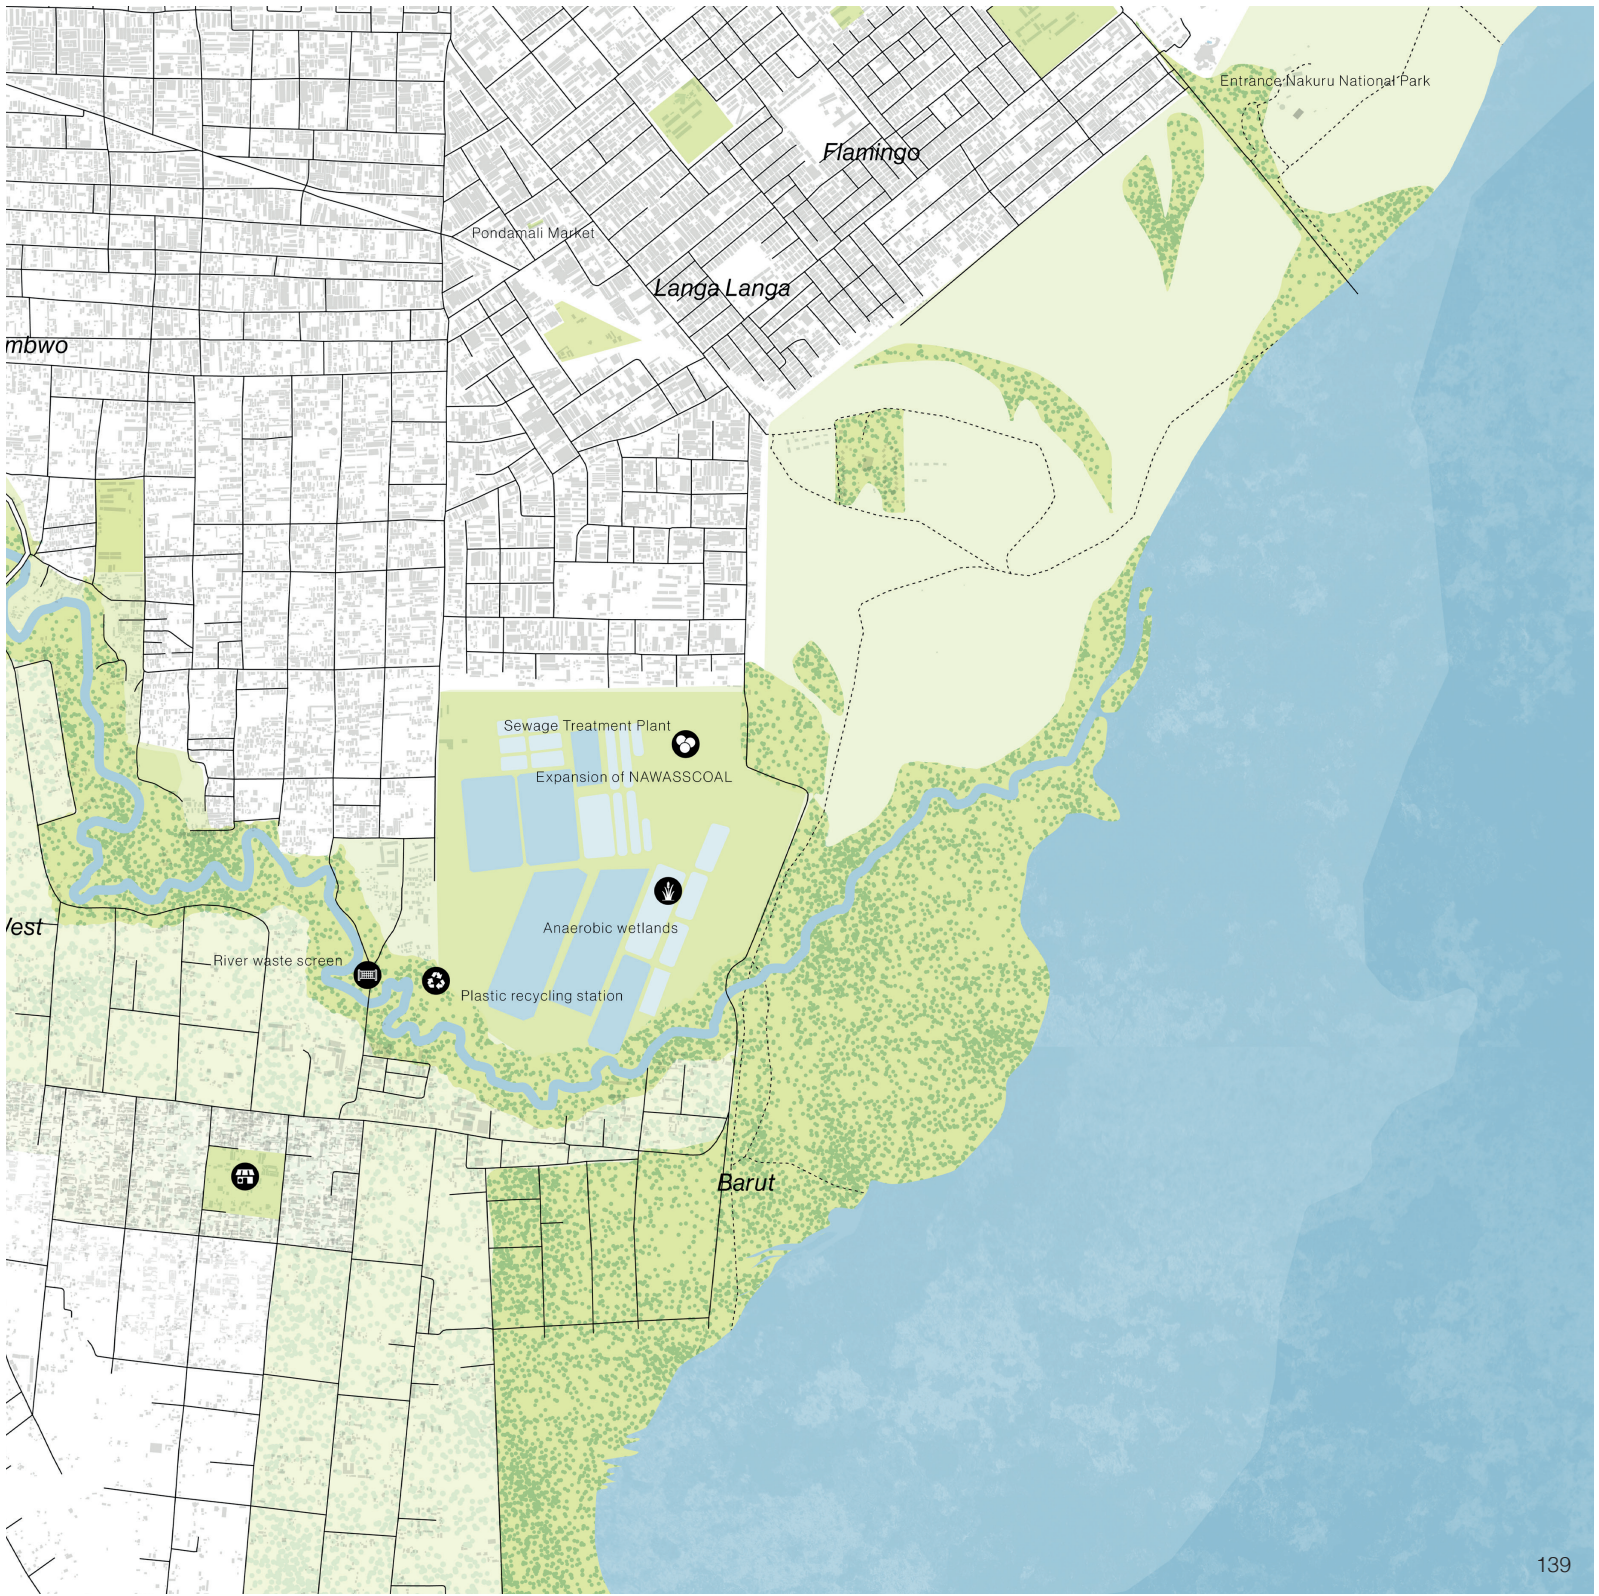 Entrance Nakuru National Park
Flamingo
Pondamali Market
Langa Langa
mbwo
Sewage Treatment Plant
Expansion of NAWASSCOAL
Anaerobic wetlands
West
River waste screen
Plastic recycling station
Barut
139